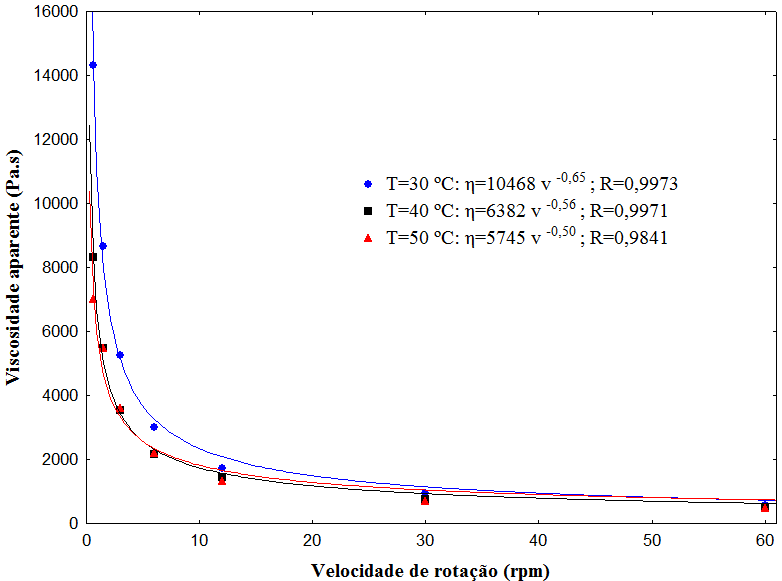 16000
14000
12000
10000
8000
6000
4000
2000
0
Viscosidade aparente (Pa.s)
T=30 ºC: η=10468 v -0,65 ; R=0,9973
T=40 ºC: η=6382 v -0,56 ; R=0,9971
T=50 ºC: η=5745 v -0,50 ; R=0,9841
0 10 20 30 40 50 60
Velocidade de rotação (rpm)